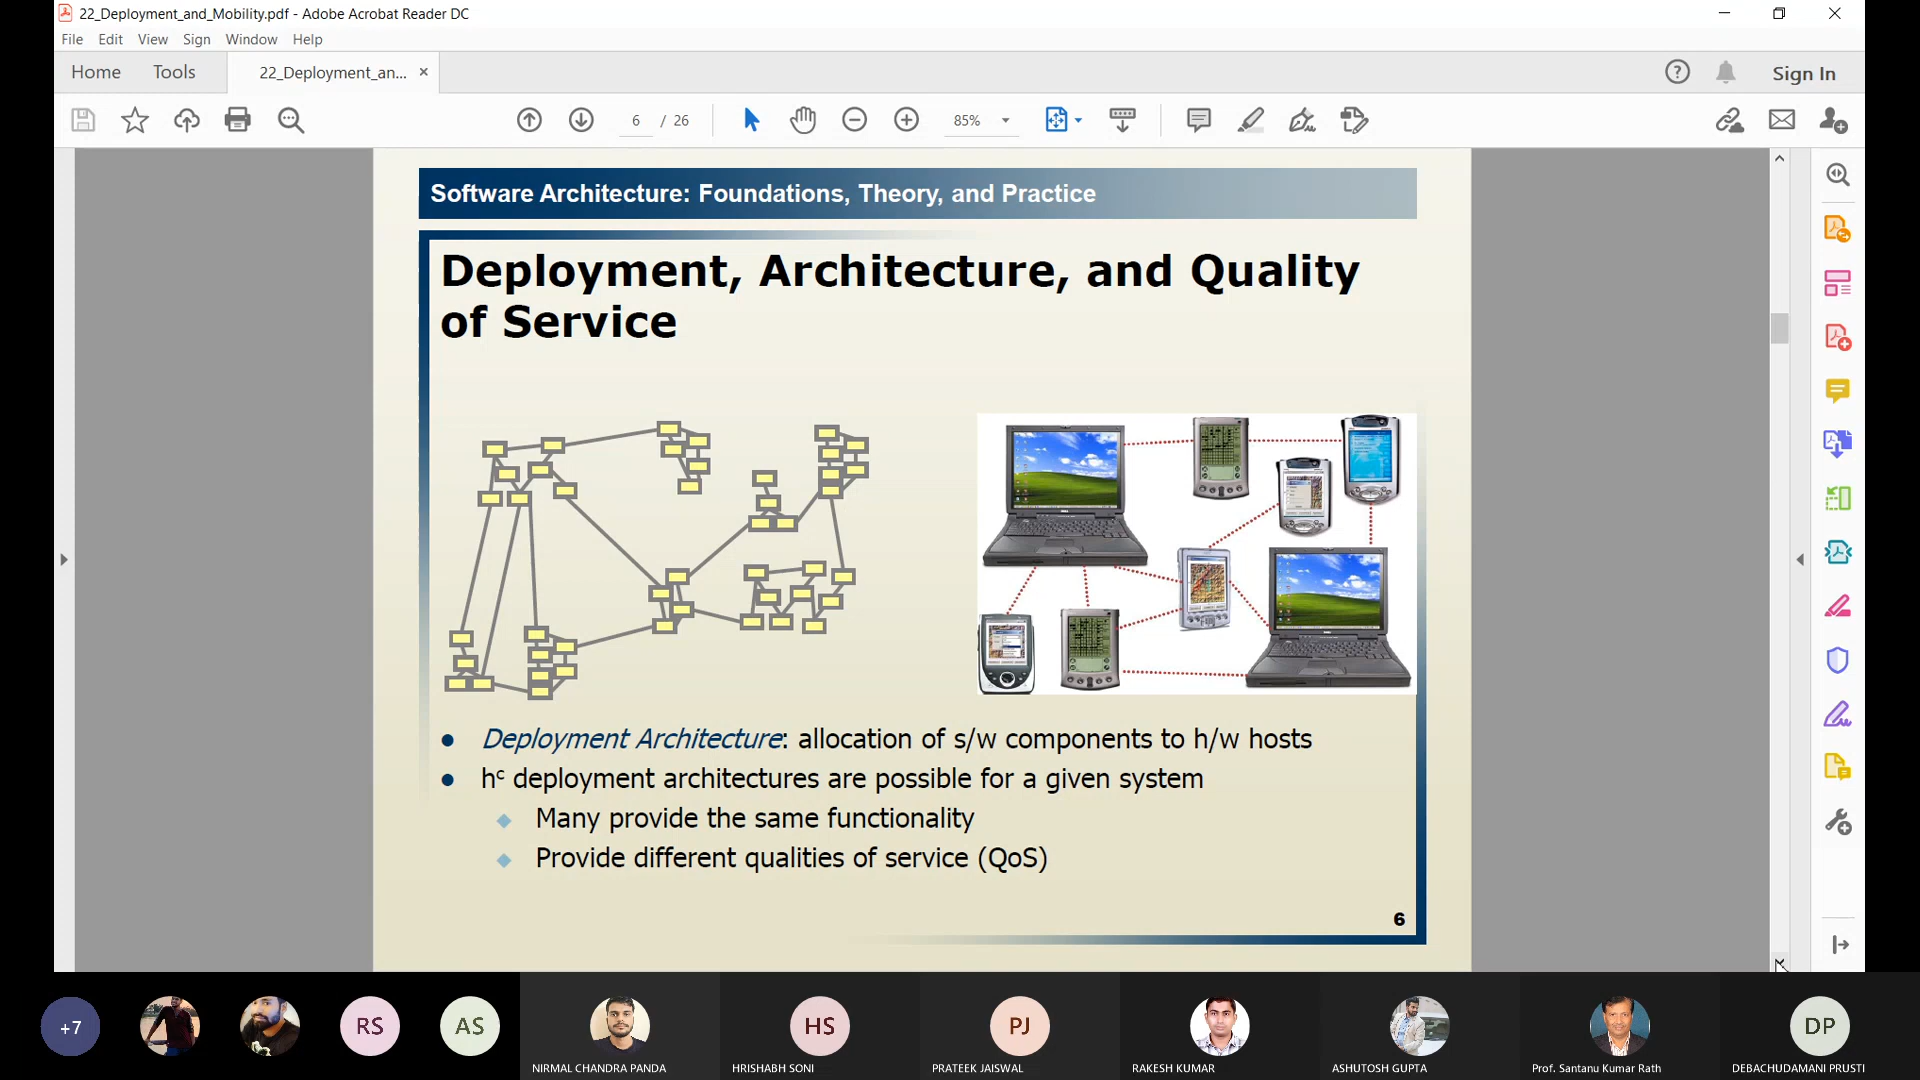 22_Deployment_and_Mobility.pdf - Adobe Acrobat Reader DC
File Edit View Sign Window Help
Home Tools 22_Deployment_an... × Sign In
6 / 26 85%
Software Architecture: Foundations, Theory, and Practice
Deployment, Architecture, and Quality
of Service
Deployment Architecture: allocation of s/w components to h/w hosts
hᶜ deployment architectures are possible for a given system
Many provide the same functionality
Provide different qualities of service (QoS)
6
+7 RS AS HS PJ DP
NIRMAL CHANDRA PANDA HRISHABH SONI PRATEEK JAISWAL RAKESH KUMAR ASHUTOSH GUPTA Prof. Santanu Kumar Rath DEBACHUDAMANI PRUSTI